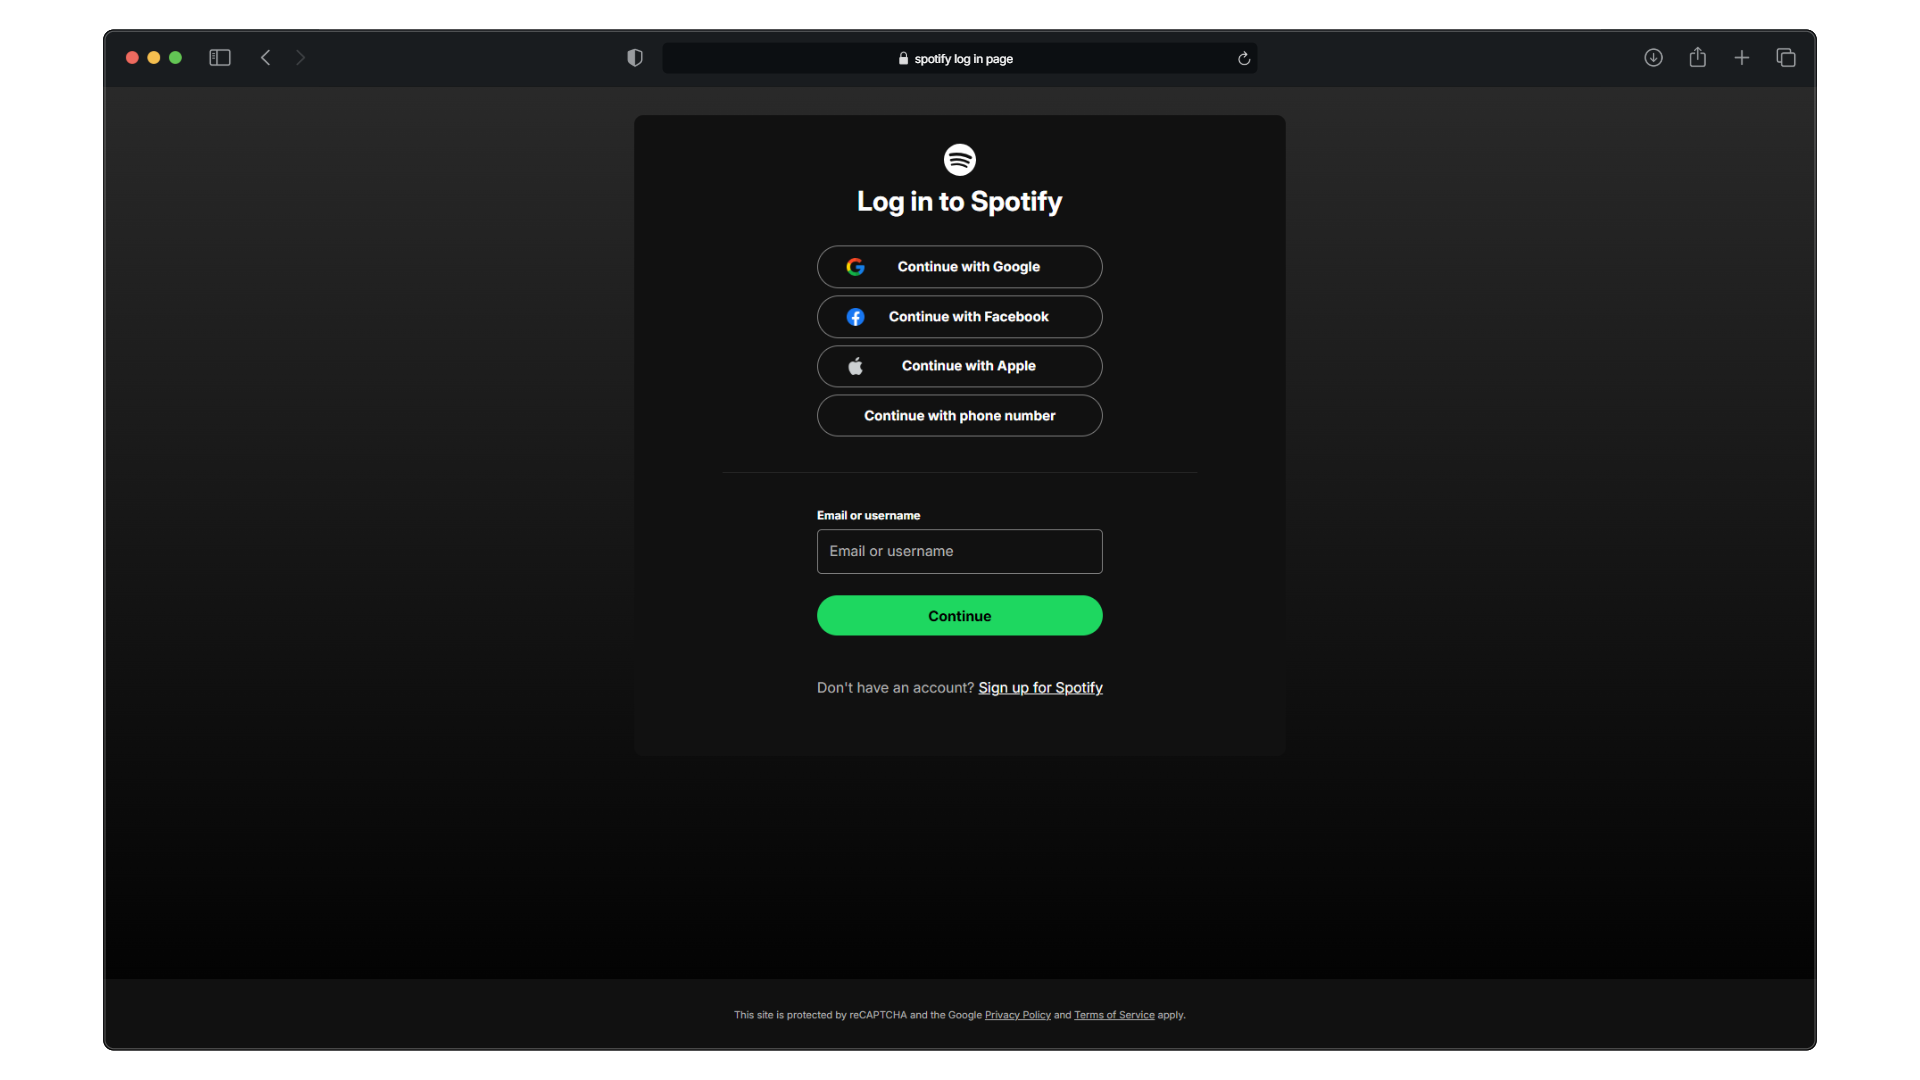 spotify log in page
Log in to Spotify
Continue with Google
Continue with Facebook
Continue with Apple
Continue with phone number
Email or username
Email or username
Continue
Don't have an account? Sign up for Spotify
This site is protected by reCAPTCHA and the Google Privacy Policy and Terms of Service apply.